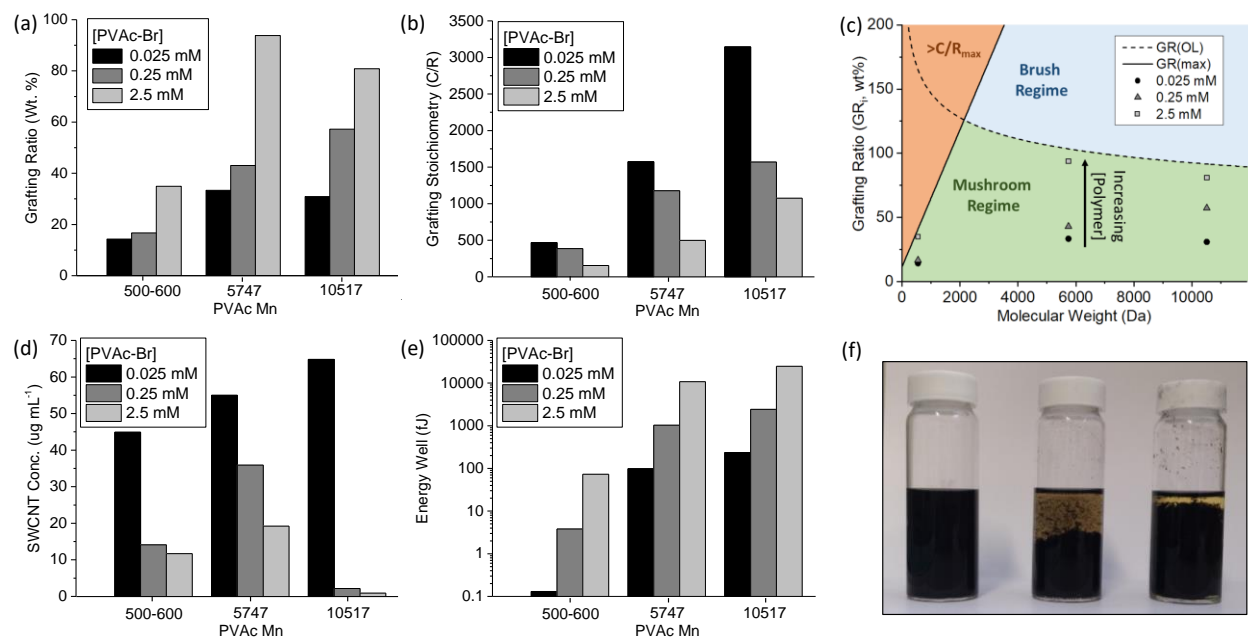 (a)
[PVAc-Br]
0.025 mM
0.25 mM
2.5 mM
100
80
60
40
20
0
Grafting Ratio (Wt. %)
500-600
5747
10517
PVAc Mn
(b)
[PVAc-Br]
0.025 mM
0.25 mM
2.5 mM
3500
3000
2500
2000
1500
1000
500
0
Grafting Stoichiometry (C/R)
500-600
5747
10517
PVAc Mn
(c)
200
150
100
50
0
Grafting Ratio (GRi, wt%)
>C/Rmax
Brush
Regime
GR(OL)
GR(max)
0.025 mM
0.25 mM
2.5 mM
Mushroom
Regime
Increasing
[Polymer]
0
2000
4000
6000
8000
10000
Molecular Weight (Da)
(d)
[PVAc-Br]
0.025 mM
0.25 mM
2.5 mM
70
65
60
50
40
30
20
10
0
SWCNT Conc. (ug mL-1)
500-600
5747
10517
PVAc Mn
(e)
[PVAc-Br]
0.025 mM
0.25 mM
2.5 mM
100000
10000
1000
100
10
1
0.1
Energy Well (fJ)
500-600
5747
10517
PVAc Mn
(f)